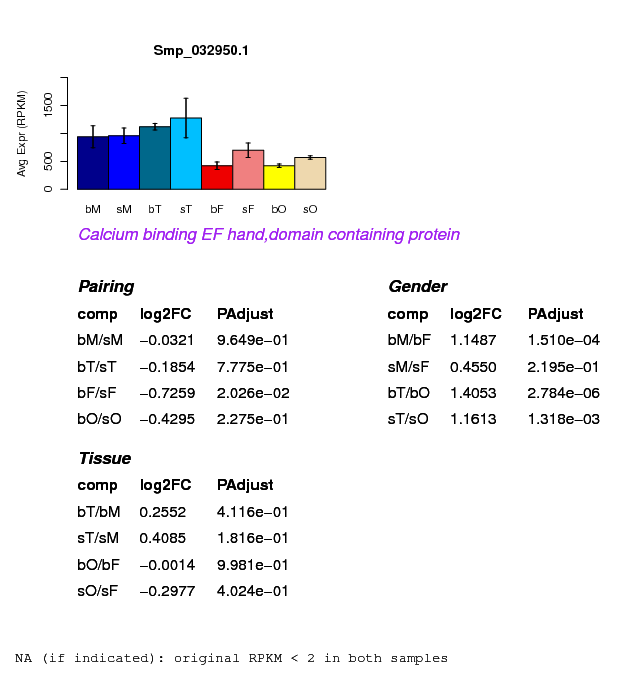 Smp_032950.1
Avg Expr (RPKM)
1500
500
0
bM sM bT sT bF sF bO sO
Calcium binding EF hand,domain containing protein
Pairing
comp log2FC PAdjust
bM/sM −0.0321 9.649e−01
bT/sT −0.1854 7.775e−01
bF/sF −0.7259 2.026e−02
bO/sO −0.4295 2.275e−01
Gender
comp log2FC PAdjust
bM/bF 1.1487 1.510e−04
sM/sF 0.4550 2.195e−01
bT/bO 1.4053 2.784e−06
sT/sO 1.1613 1.318e−03
Tissue
comp log2FC PAdjust
bT/bM 0.2552 4.116e−01
sT/sM 0.4085 1.816e−01
bO/bF −0.0014 9.981e−01
sO/sF −0.2977 4.024e−01
NA (if indicated): original RPKM < 2 in both samples